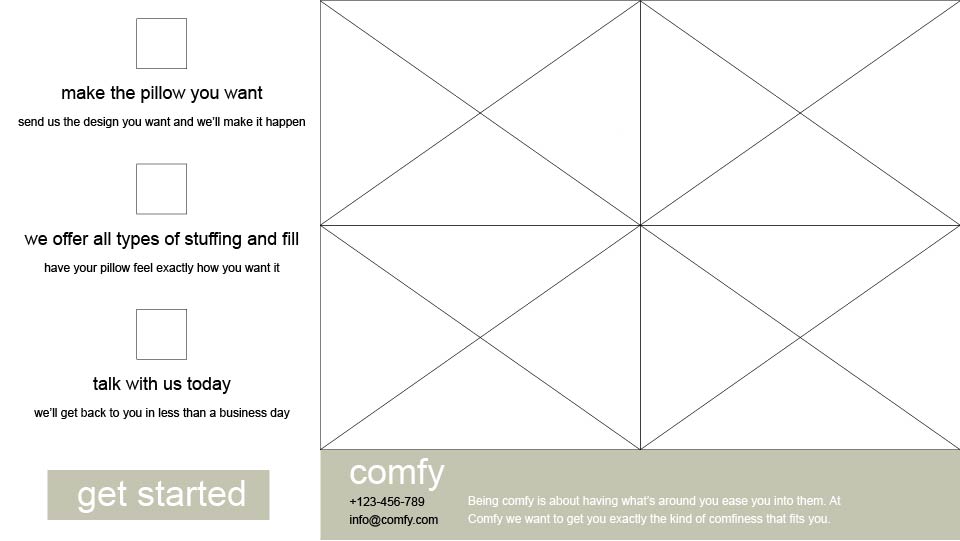 make the pillow you want
send us the design you want and we'll make it happen
we offer all types of stuffing and fill
have your pillow feel exactly how you want it
talk with us today
we'll get back to you in less than a business day
get started
comfy
+123-456-789
info@comfy.com
Being comfy is about having what's around you ease you into them. At
Comfy we want to get you exactly the kind of comfiness that fits you.